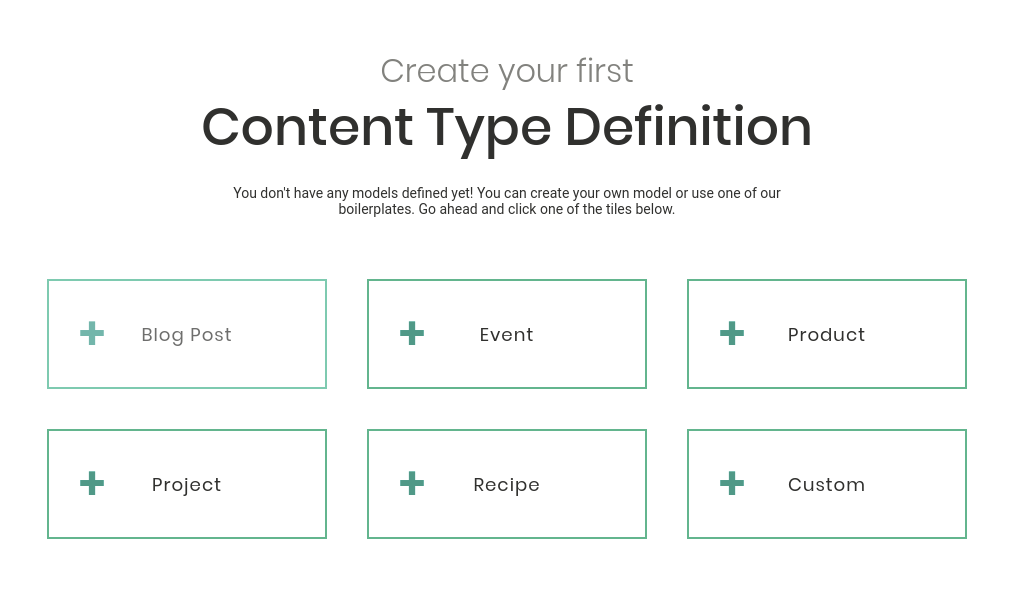 Create your first
Content Type Definition
You don't have any models defined yet! You can create your own model or use one of our
boilerplates. Go ahead and click one of the tiles below.
Blog Post
Event
Product
Project
Recipe
Custom